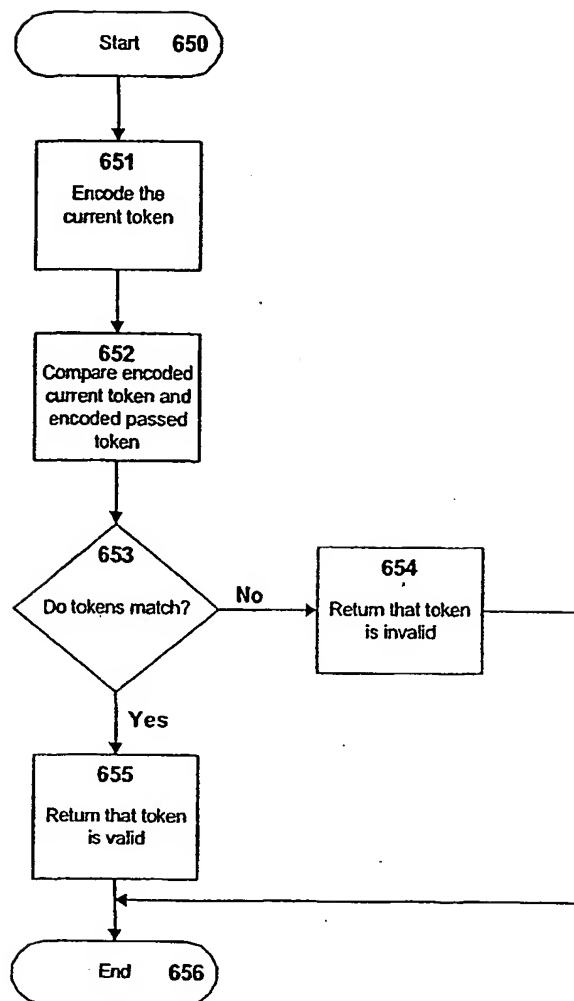 Start 650
651
Encode the
current token
652
Compare encoded
current token and
encoded passed
token
653
Do tokens match?
No
654
Return that token
is invalid
Yes
655
Return that token
is valid
End 656